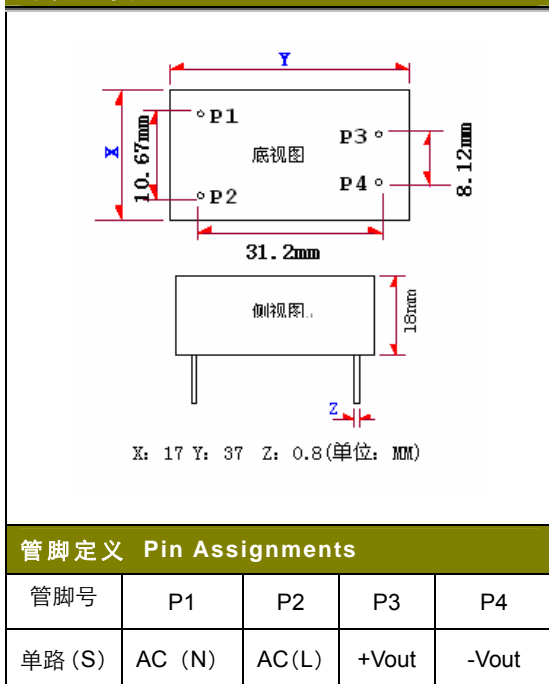 Y
P1
P3
X
10.67mm
底视图
8.12mm
P4
P2
31.2mm
侧视图
18mm
Z
X: 17 Y: 37 Z: 0.8(单位: MM)
管脚定义 Pin Assignments
管脚号 P1 P2 P3 P4
单路(S) AC（N） AC(L) +Vout -Vout